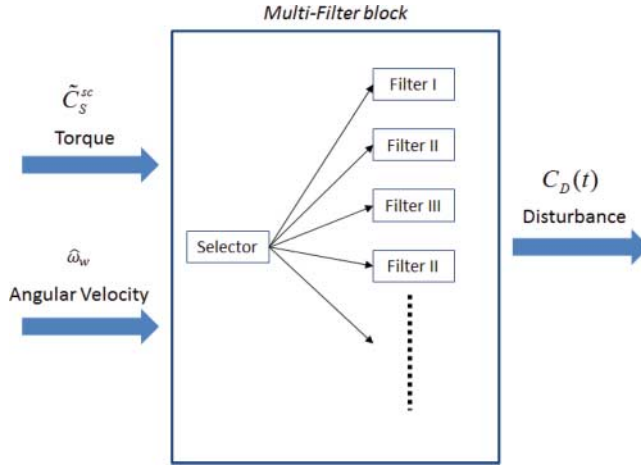 Multi-Filter block
C̃_S^{sc}
Torque
ω̂_w
Angular Velocity
Selector
Filter I
Filter II
Filter III
Filter II
C_D(t)
Disturbance